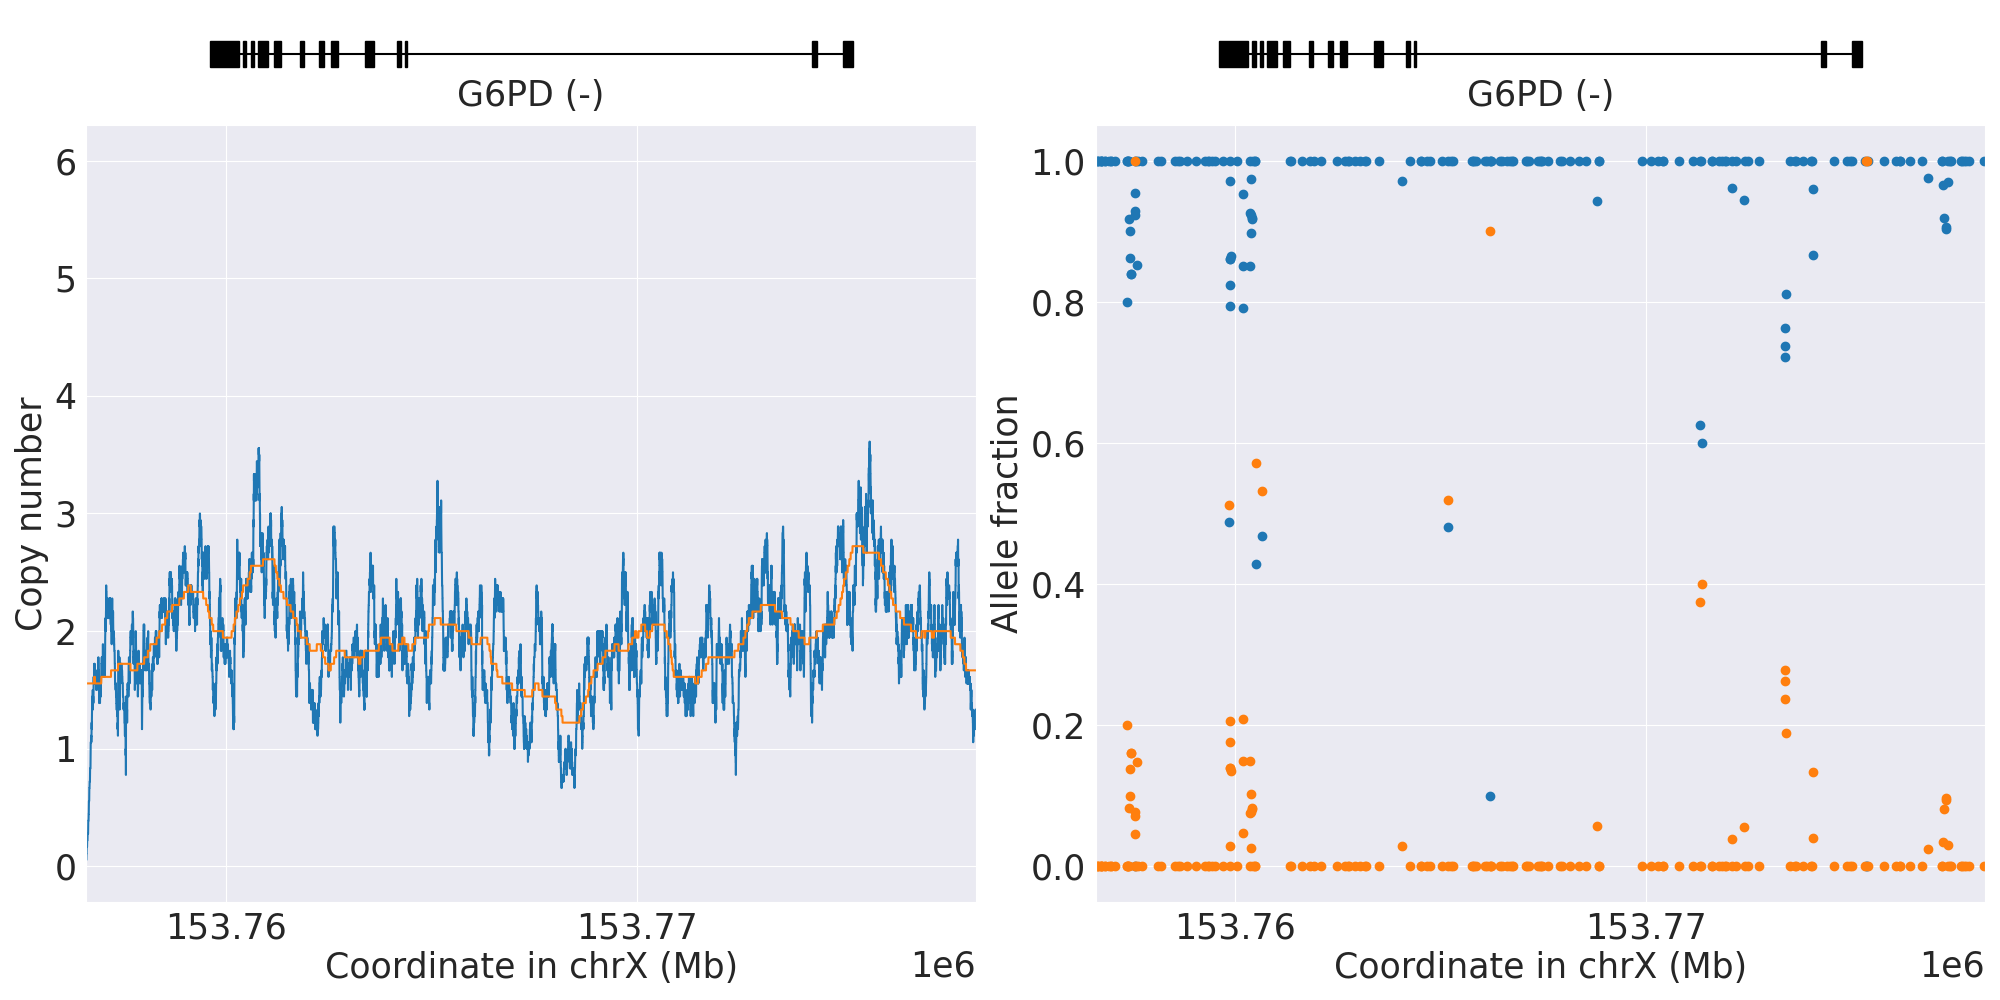 G6PD (-)
6
5
4
3
2
1
0
Copy number
153.76
153.77
Coordinate in chrX (Mb)
1e6
G6PD (-)
1.0
0.8
0.6
0.4
0.2
0.0
Allele fraction
153.76
153.77
Coordinate in chrX (Mb)
1e6